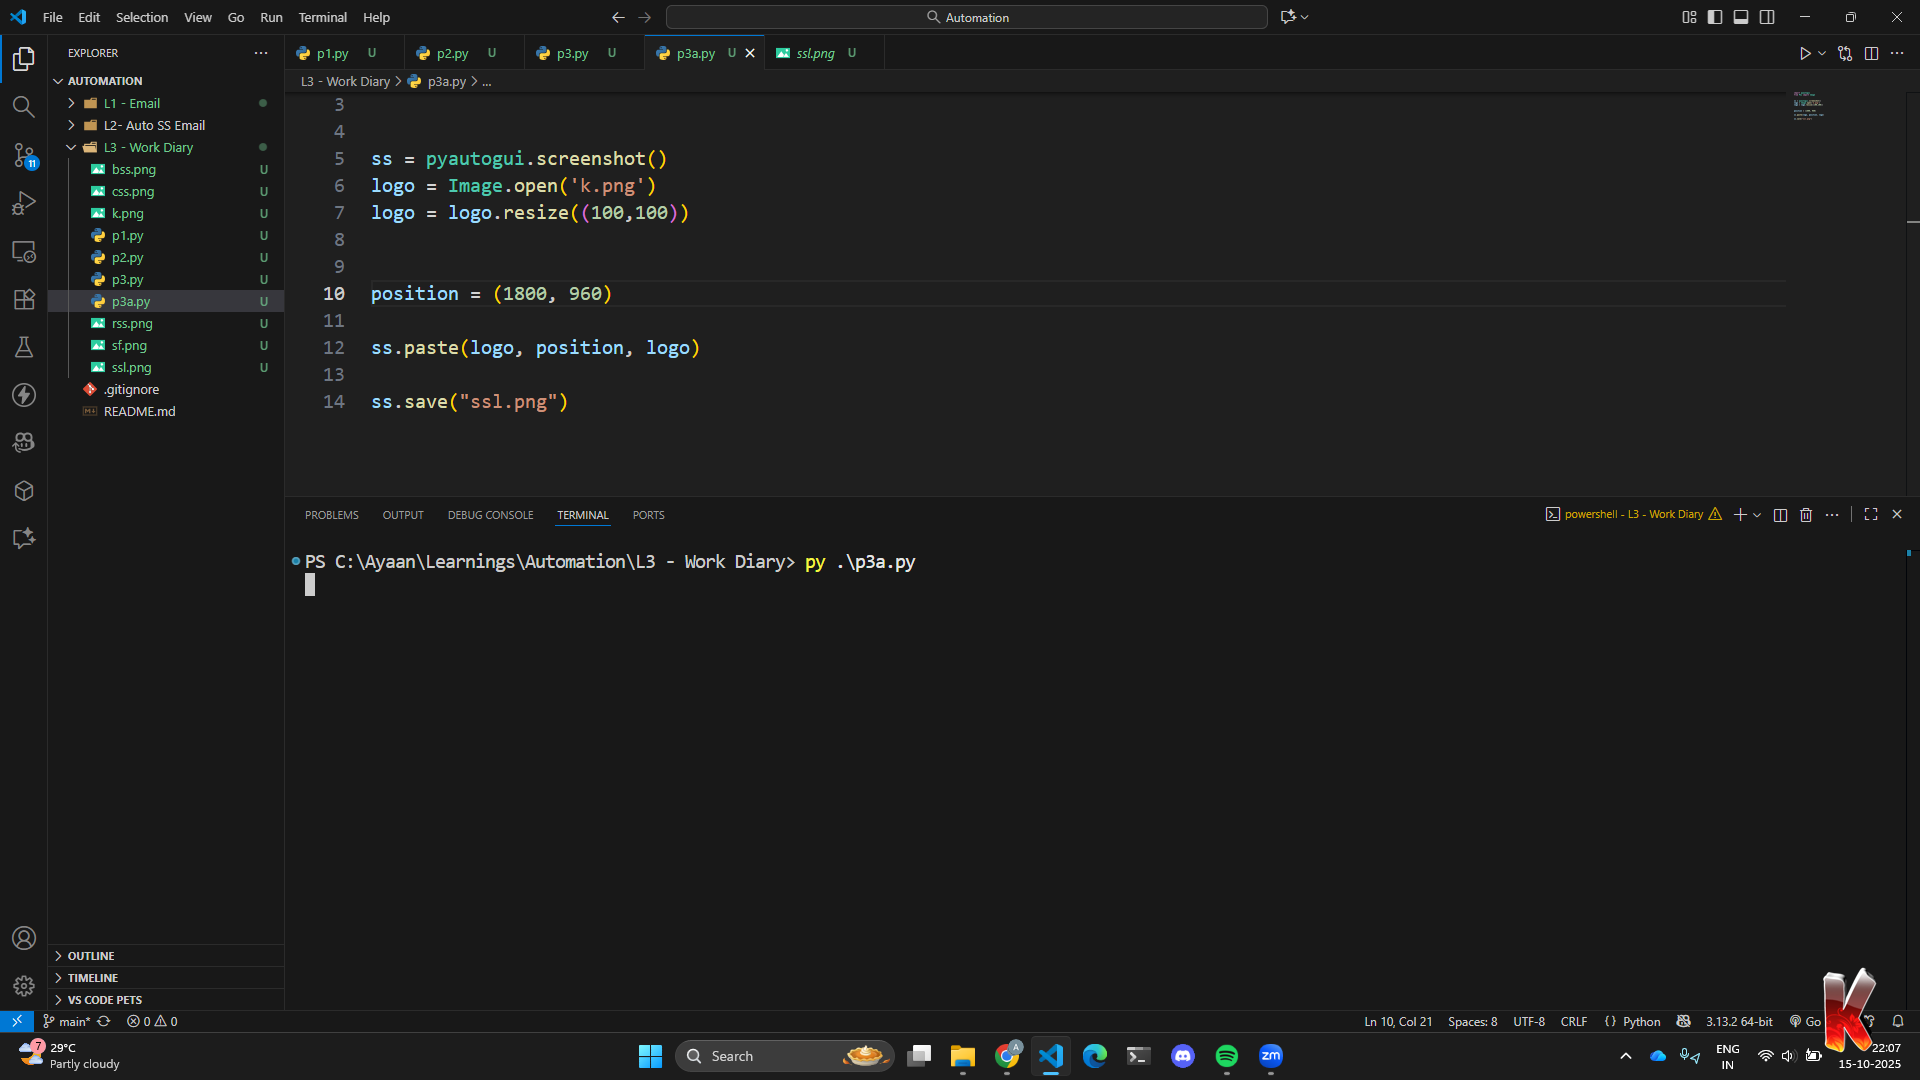 File Edit Selection View Go Run Terminal Help
Automation
EXPLORER
AUTOMATION
L1 - Email
L2- Auto SS Email
L3 - Work Diary
bss.png U
css.png U
k.png U
p1.py U
p2.py U
p3.py U
p3a.py U
rss.png U
sf.png U
ssl.png U
.gitignore
README.md
OUTLINE
TIMELINE
VS CODE PETS
11
p1.py U p2.py U p3.py U p3a.py U ssl.png U
L3 - Work Diary > p3a.py > ...
3
4
5 ss = pyautogui.screenshot()
6 logo = Image.open('k.png')
7 logo = logo.resize((100,100))
8
9
10 position = (1800, 960)
11
12 ss.paste(logo, position, logo)
13
14 ss.save("ssl.png")
PROBLEMS OUTPUT DEBUG CONSOLE TERMINAL PORTS
powershell - L3 - Work Diary
PS C:\Ayaan\Learnings\Automation\L3 - Work Diary> py .\p3a.py
main* 0 0
Ln 10, Col 21 Spaces: 8 UTF-8 CRLF {} Python 3.13.2 64-bit Go
K
7
29°C
Partly cloudy
Search
A
zm
ENG
IN
22:07
15-10-2025